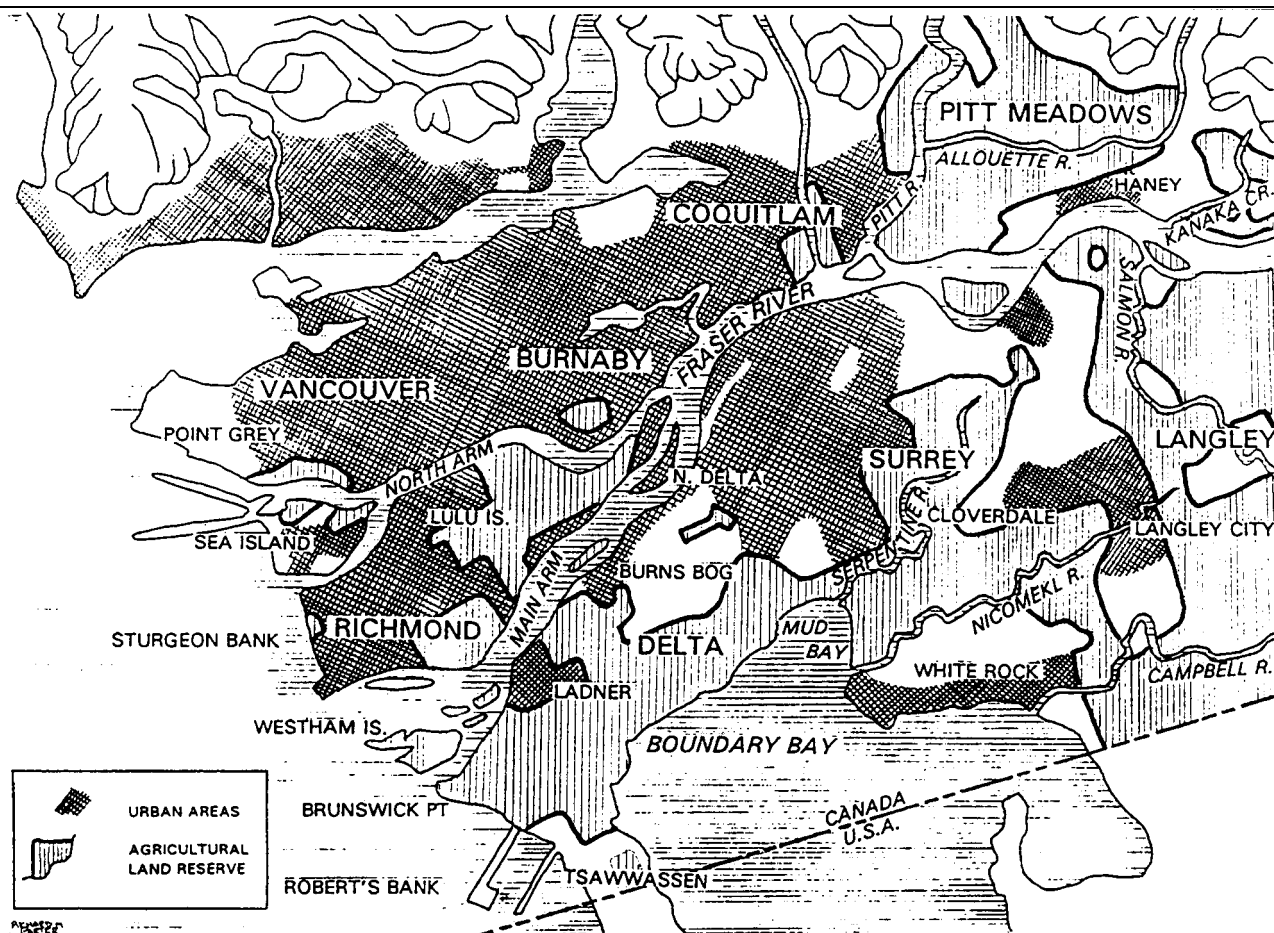 PITT MEADOWS
ALLOUETTE R.
HANEY
KANAKA CR.
PITT R.
COQUITLAM
SALMON R.
FRASER RIVER
BURNABY
VANCOUVER
POINT GREY
LANGLEY
NORTH ARM
SURREY
N. DELTA
LULU IS.
CLOVERDALE
LANGLEY CITY
SEA ISLAND
SERPENTINE R.
BURNS BOG
MAIN ARM
NICOMEKL R.
RICHMOND
STURGEON BANK
DELTA
MUD
BAY
WHITE ROCK
CAMPBELL R.
LADNER
WESTHAM IS.
BOUNDARY BAY
BRUNSWICK PT
CANADA
U.S.A.
ROBERT'S BANK
TSAWWASSEN
URBAN AREAS
AGRICULTURAL
LAND RESERVE